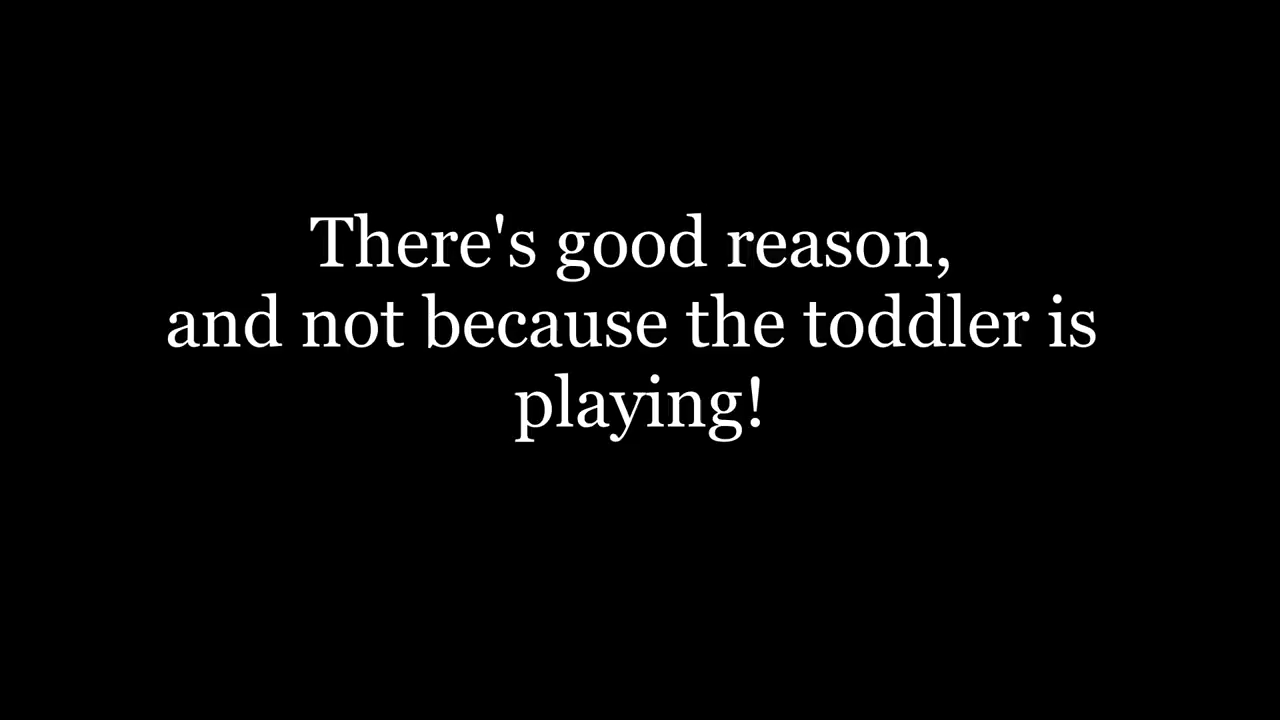 There's good reason,
and not because the toddler is
playing!